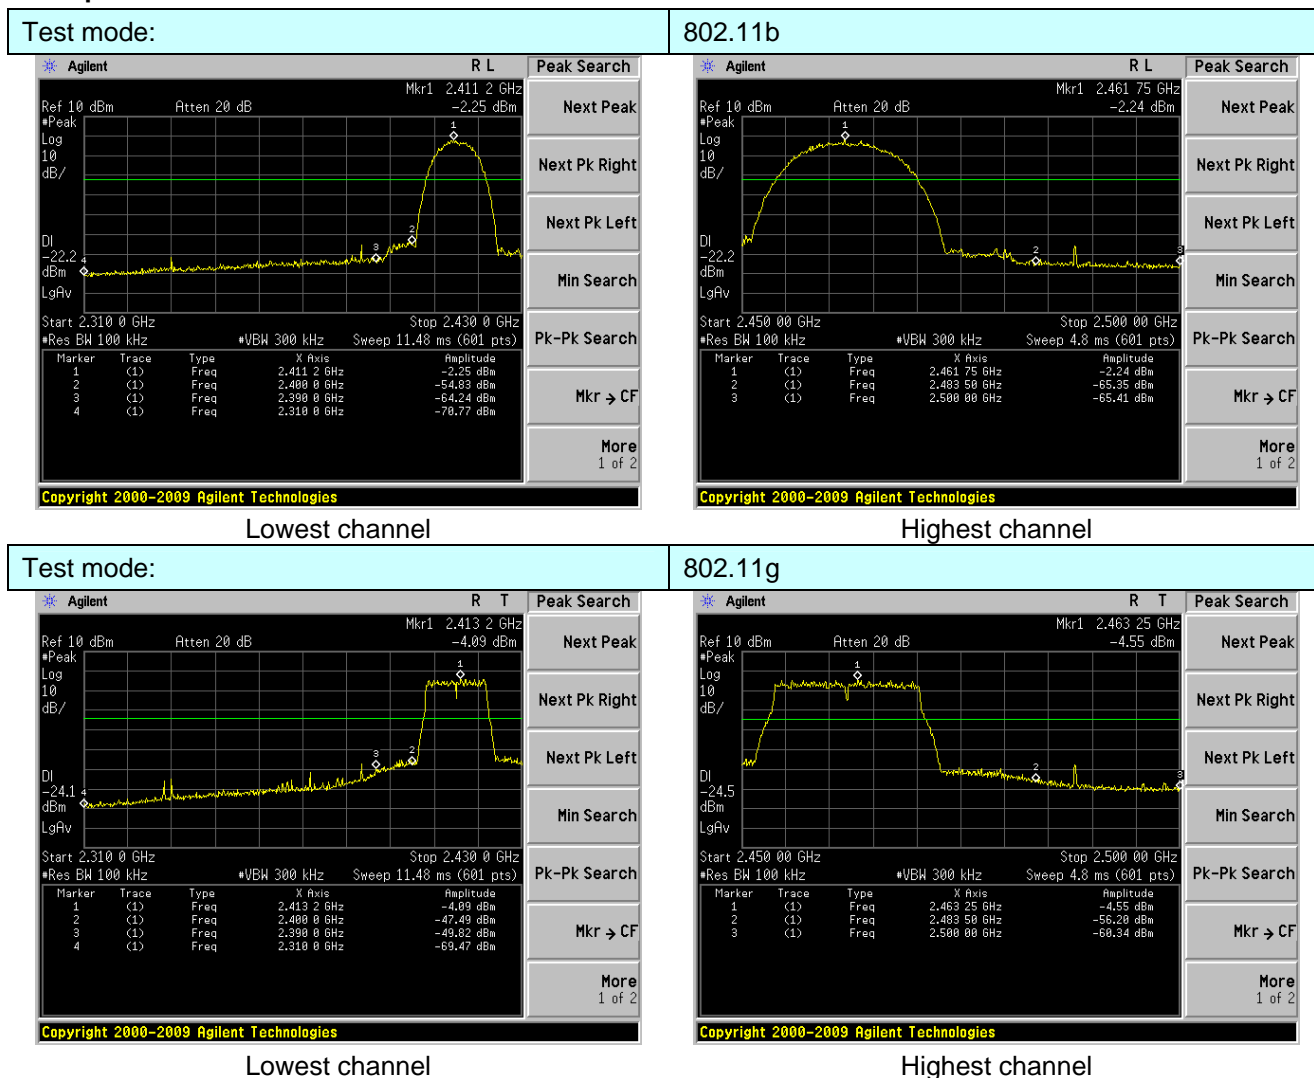 Test mode: 802.11b
Agilent R L Peak Search
Mkr1 2.411 2 GHz
Ref 10 dBm Atten 20 dB -2.25 dBm
#Peak
Log
10
dB/
1
2
3
4
DI
-22.2
dBm
LgAv
Start 2.310 0 GHz Stop 2.430 0 GHz
#Res BW 100 kHz #VBW 300 kHz Sweep 11.48 ms (601 pts)
Marker Trace Type X Axis Amplitude
1 (1) Freq 2.411 2 GHz -2.25 dBm
2 (1) Freq 2.400 0 GHz -54.83 dBm
3 (1) Freq 2.390 0 GHz -64.24 dBm
4 (1) Freq 2.310 0 GHz -70.77 dBm
Next Peak
Next Pk Right
Next Pk Left
Min Search
Pk-Pk Search
Mkr → CF
More
1 of 2
Copyright 2000-2009 Agilent Technologies
Lowest channel
Agilent R L Peak Search
Mkr1 2.461 75 GHz
Ref 10 dBm Atten 20 dB -2.24 dBm
#Peak
Log
10
dB/
1
2
3
DI
-22.2
dBm
LgAv
Start 2.450 00 GHz Stop 2.500 00 GHz
#Res BW 100 kHz #VBW 300 kHz Sweep 4.8 ms (601 pts)
Marker Trace Type X Axis Amplitude
1 (1) Freq 2.461 75 GHz -2.24 dBm
2 (1) Freq 2.483 50 GHz -65.35 dBm
3 (1) Freq 2.500 00 GHz -65.41 dBm
Next Peak
Next Pk Right
Next Pk Left
Min Search
Pk-Pk Search
Mkr → CF
More
1 of 2
Copyright 2000-2009 Agilent Technologies
Highest channel
Test mode: 802.11g
Agilent R T Peak Search
Mkr1 2.413 2 GHz
Ref 10 dBm Atten 20 dB -4.09 dBm
#Peak
Log
10
dB/
1
2
3
4
DI
-24.1
dBm
LgAv
Start 2.310 0 GHz Stop 2.430 0 GHz
#Res BW 100 kHz #VBW 300 kHz Sweep 11.48 ms (601 pts)
Marker Trace Type X Axis Amplitude
1 (1) Freq 2.413 2 GHz -4.09 dBm
2 (1) Freq 2.400 0 GHz -47.49 dBm
3 (1) Freq 2.390 0 GHz -49.82 dBm
4 (1) Freq 2.310 0 GHz -69.47 dBm
Next Peak
Next Pk Right
Next Pk Left
Min Search
Pk-Pk Search
Mkr → CF
More
1 of 2
Copyright 2000-2009 Agilent Technologies
Lowest channel
Agilent R T Peak Search
Mkr1 2.463 25 GHz
Ref 10 dBm Atten 20 dB -4.55 dBm
#Peak
Log
10
dB/
1
2
3
DI
-24.5
dBm
LgAv
Start 2.450 00 GHz Stop 2.500 00 GHz
#Res BW 100 kHz #VBW 300 kHz Sweep 4.8 ms (601 pts)
Marker Trace Type X Axis Amplitude
1 (1) Freq 2.463 25 GHz -4.55 dBm
2 (1) Freq 2.483 50 GHz -56.20 dBm
3 (1) Freq 2.500 00 GHz -60.34 dBm
Next Peak
Next Pk Right
Next Pk Left
Min Search
Pk-Pk Search
Mkr → CF
More
1 of 2
Copyright 2000-2009 Agilent Technologies
Highest channel